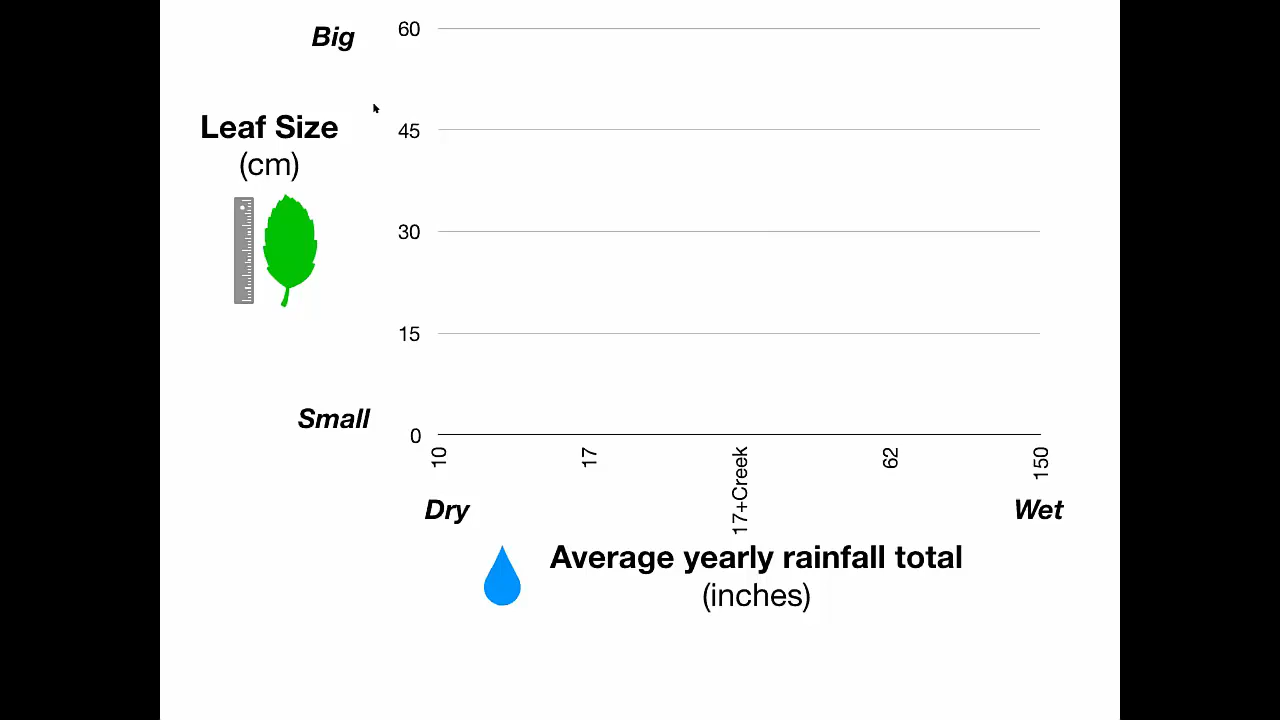 Big
60
Leaf Size
(cm)
45
30
15
Small
0
10
17
17+Creek
62
150
Dry
Wet
Average yearly rainfall total
(inches)